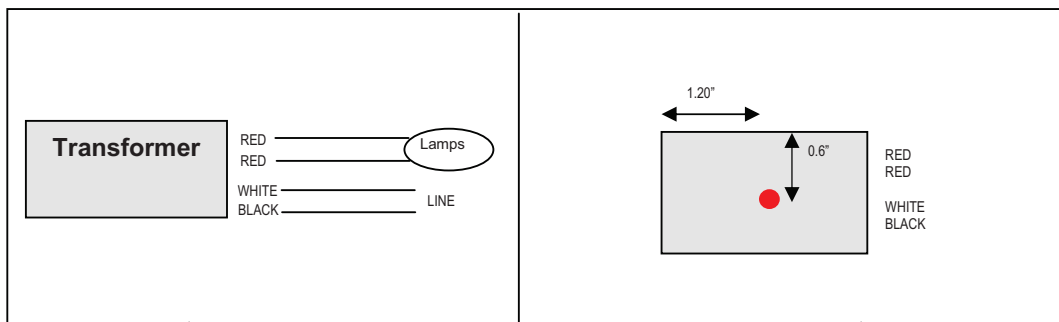 Transformer
RED
RED
WHITE
BLACK
Lamps
LINE
1.20"
0.6"
RED
RED
WHITE
BLACK